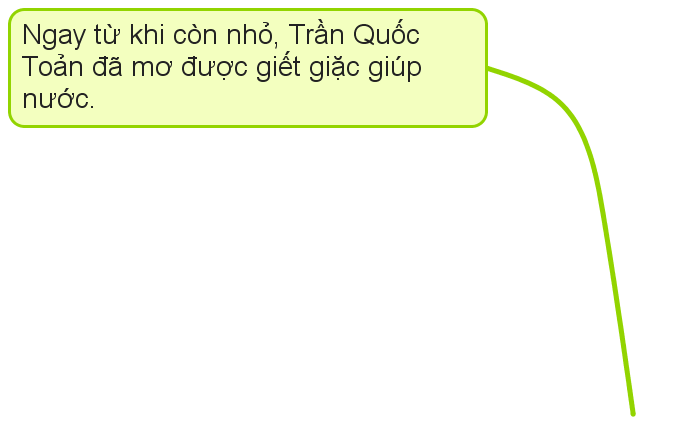 Ngay từ khi còn nhỏ, Trần Quốc
Toản đã mơ được giết giặc giúp
nước.